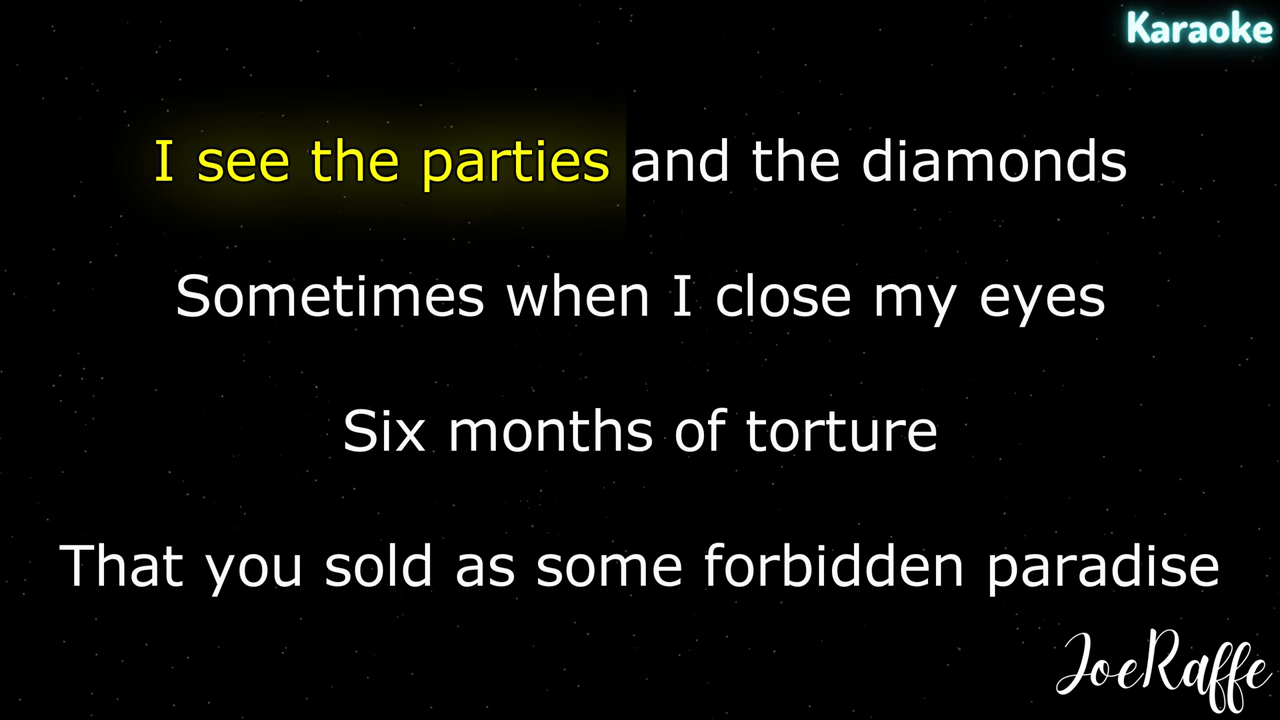 Karaoke
I see the parties and the diamonds
Sometimes when I close my eyes
Six months of torture
That you sold as some forbidden paradise
JoeRaffe